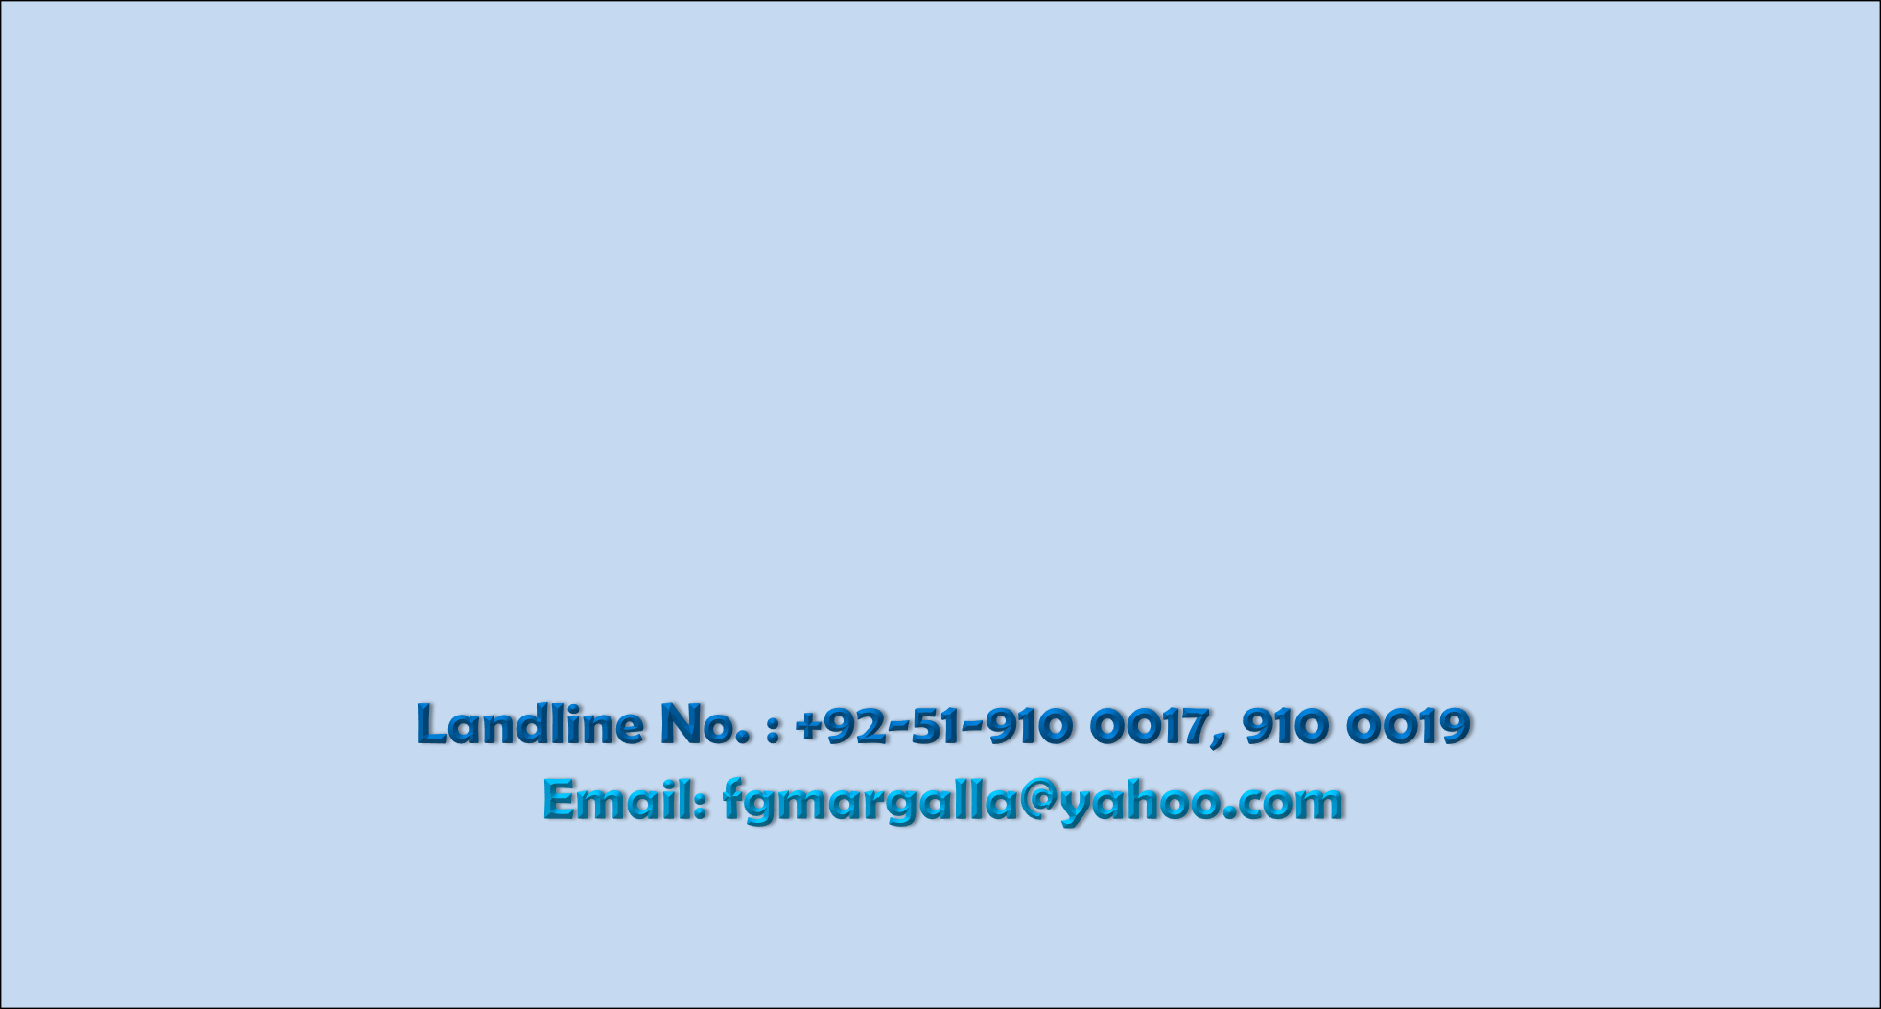 Landline No. : +92-51-910 0017, 910 0019
Email: fgmargalla@yahoo.com